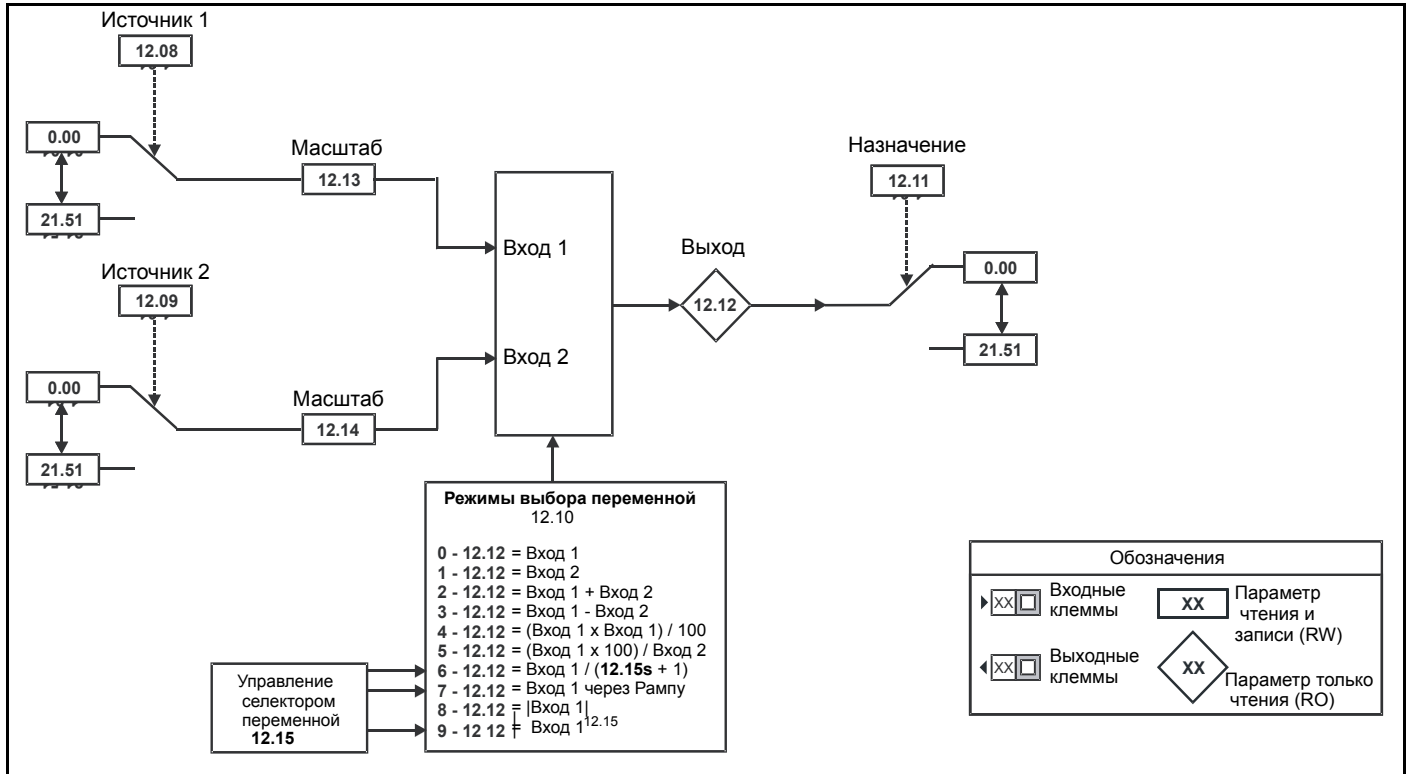 Источник 1
12.08
0.00
21.51
Масштаб
12.13
Источник 2
12.09
0.00
21.51
Масштаб
12.14
Вход 1
Вход 2
Выход
12.12
Назначение
12.11
0.00
21.51
Режимы выбора переменной
12.10
0 - 12.12 = Вход 1
1 - 12.12 = Вход 2
2 - 12.12 = Вход 1 + Вход 2
3 - 12.12 = Вход 1 - Вход 2
4 - 12.12 = (Вход 1 x Вход 1) / 100
5 - 12.12 = (Вход 1 x 100) / Вход 2
6 - 12.12 = Вход 1 / (12.15s + 1)
7 - 12.12 = Вход 1 через Рампу
8 - 12.12 = |Вход 1|
9 - 12 12 = Вход 1^12.15
Управление
селектором
переменной
12.15
Обозначения
XX
Входные
клеммы
XX
Параметр
чтения и
записи (RW)
XX
Выходные
клеммы
XX
Параметр только
чтения (RO)